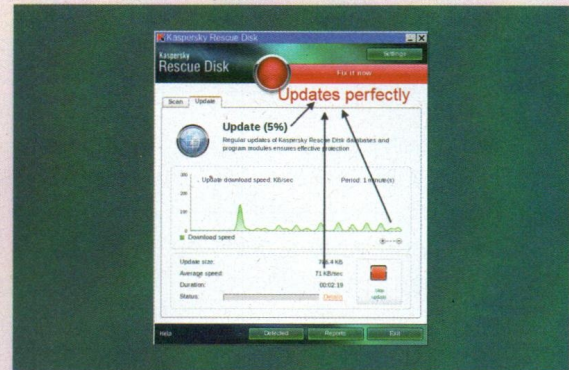 Kaspersky Rescue Disk
Kaspersky
Rescue Disk
Settings
Fix it now
Updates perfectly
Scan
Update
Update (5%)
Regular updates of Kaspersky Rescue Disk databases and
program modules ensures effective protection
Update download speed: KB/sec
Period: 1 minute(s)
Download speed
Update size:
Average speed:
71 KB/sec
Duration:
00:02:19
Status:
Details
Stop
update
Help
Detected
Reports
Exit